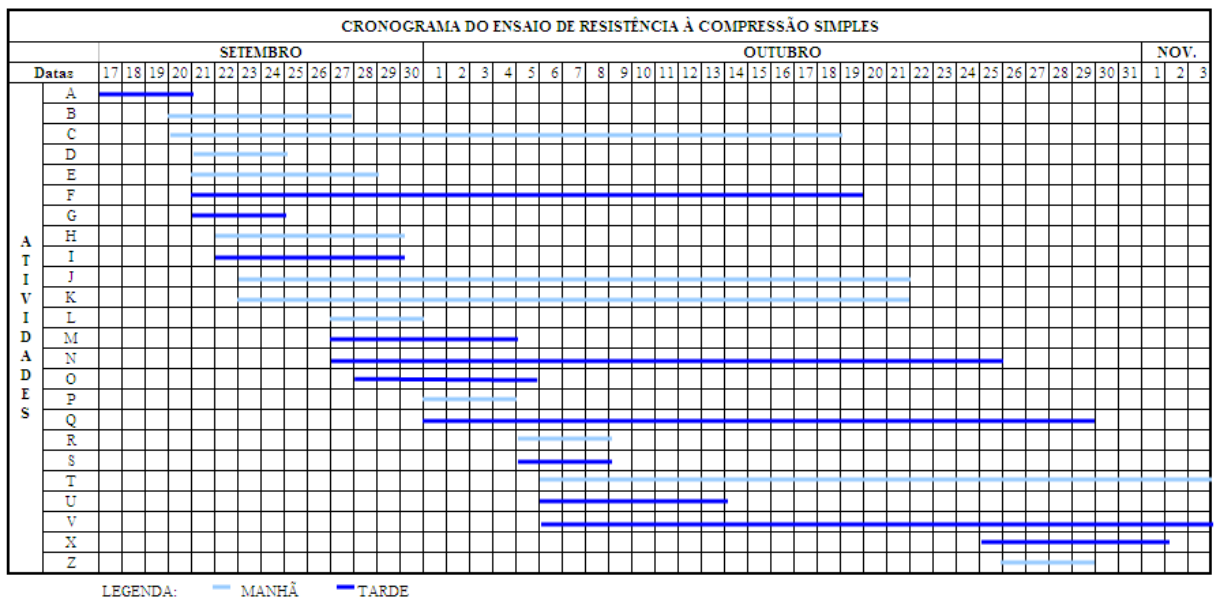 CRONOGRAMA DO ENSAIO DE RESISTÊNCIA À COMPRESSÃO SIMPLES
SETEMBRO OUTUBRO NOV.
Datas 17 18 19 20 21 22 23 24 25 26 27 28 29 30 1 2 3 4 5 6 7 8 9 10 11 12 13 14 15 16 17 18 19 20 21 22 23 24 25 26 27 28 29 30 31 1 2 3
ATIVIDADES
A
B
C
D
E
F
G
H
I
J
K
L
M
N
O
P
Q
R
S
T
U
V
X
Z
LEGENDA: MANHÃ TARDE